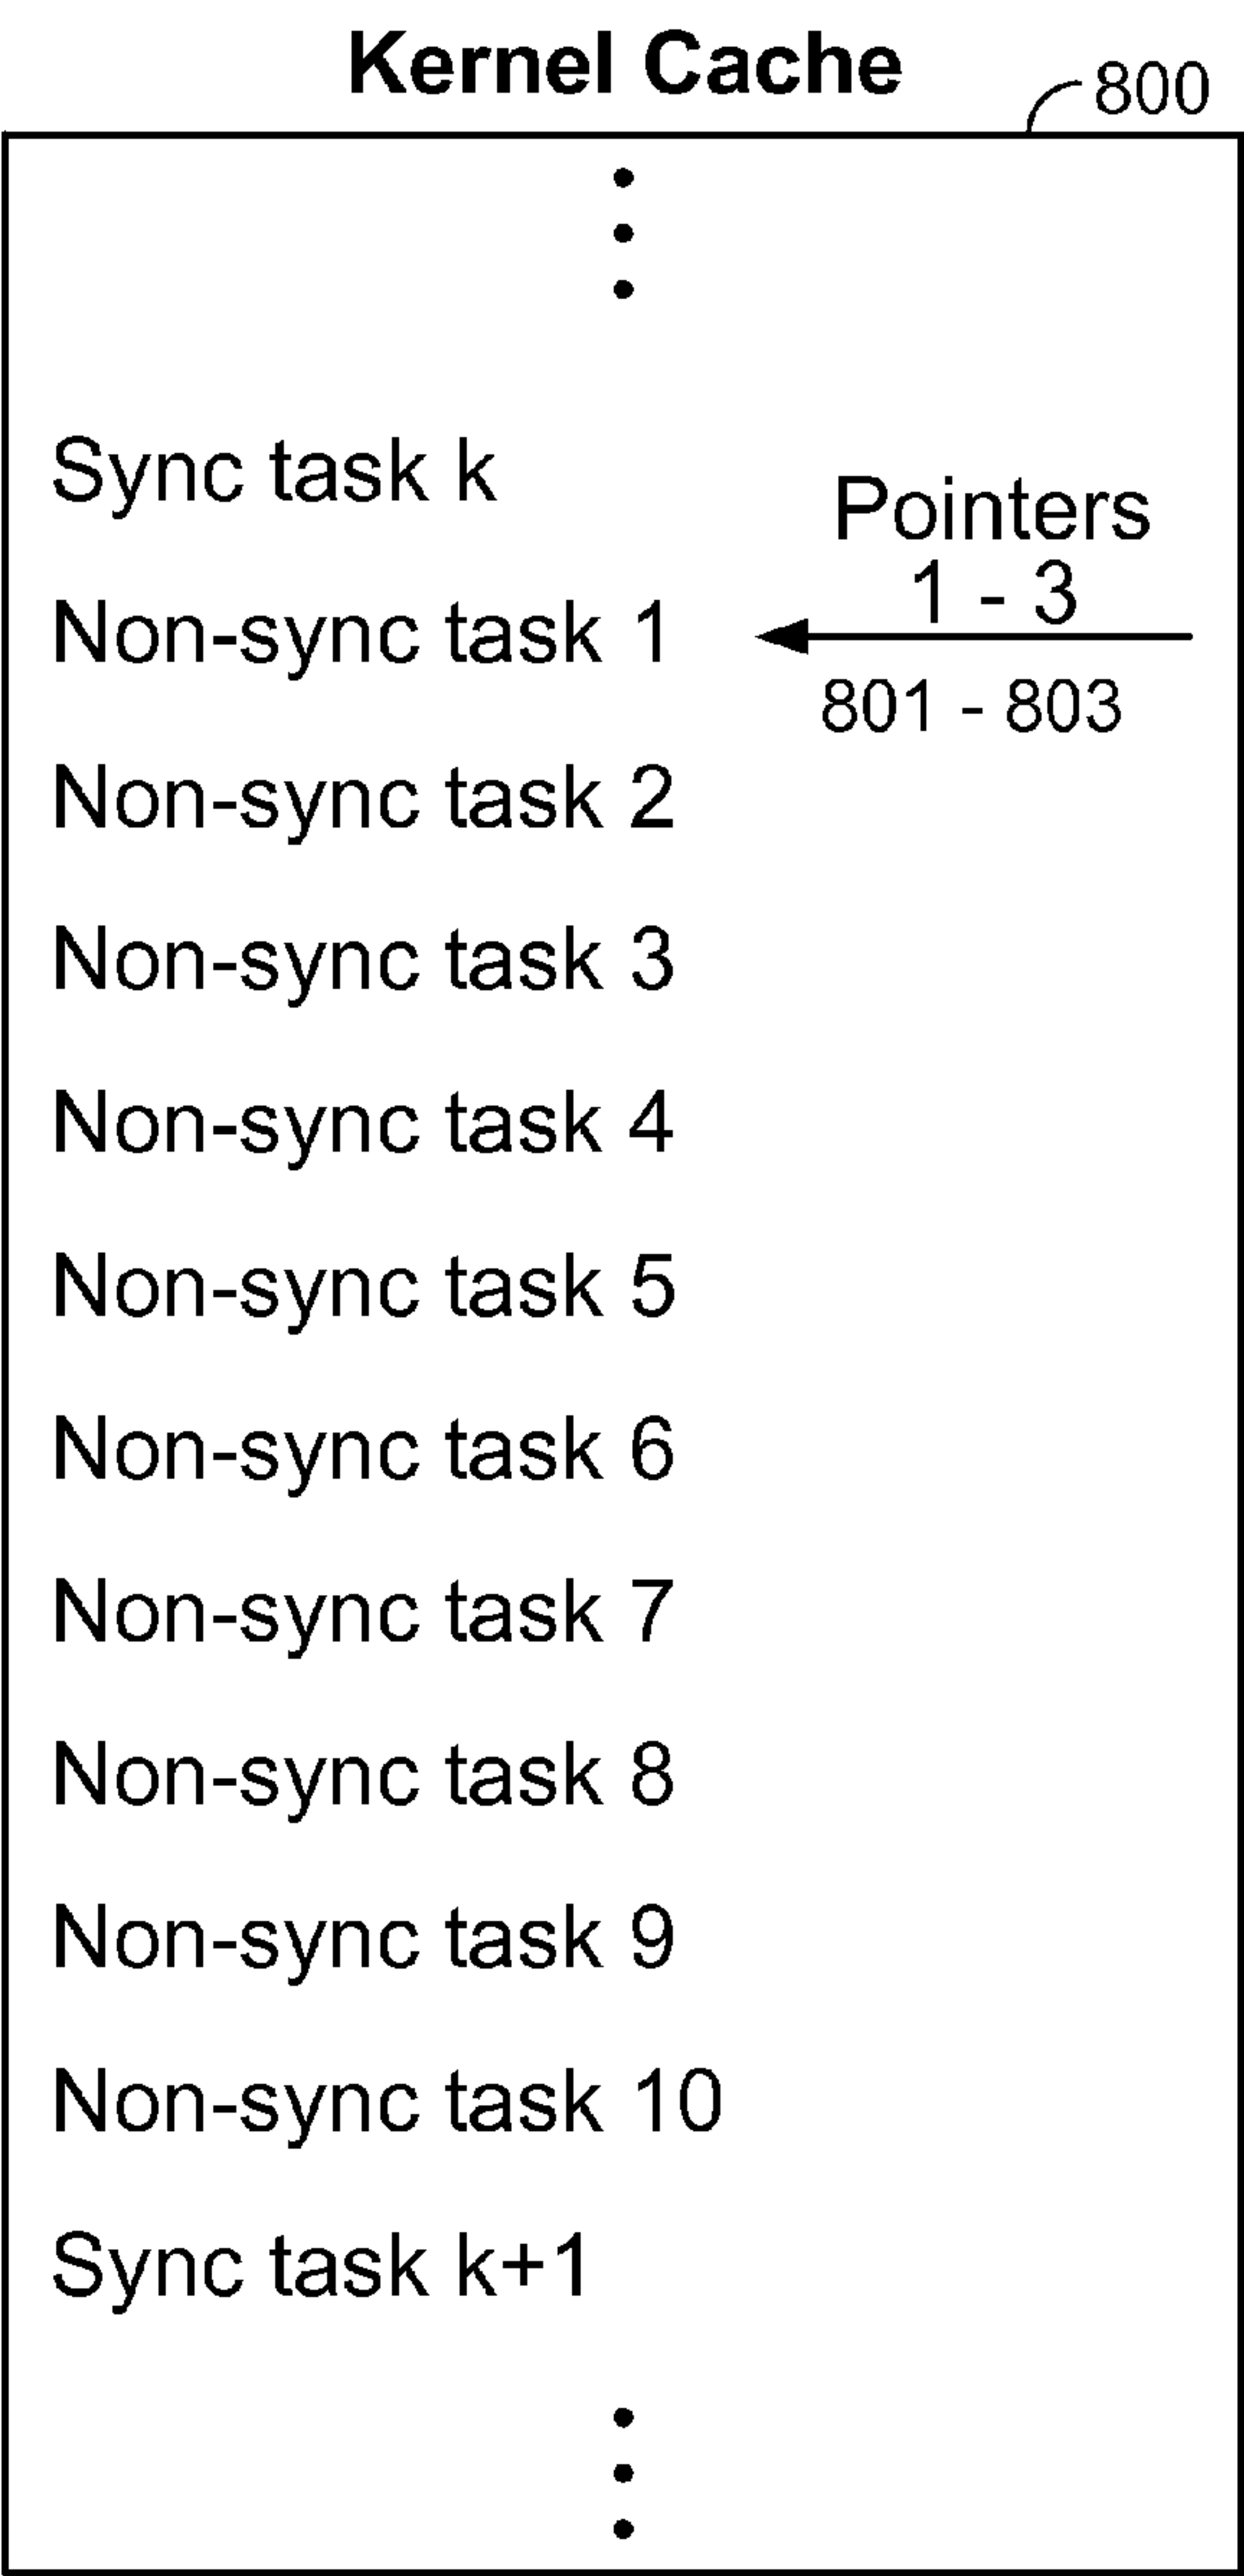 Kernel Cache
800
Sync task k
Pointers
1 - 3
Non-sync task 1
801 - 803
Non-sync task 2
Non-sync task 3
Non-sync task 4
Non-sync task 5
Non-sync task 6
Non-sync task 7
Non-sync task 8
Non-sync task 9
Non-sync task 10
Sync task k+1